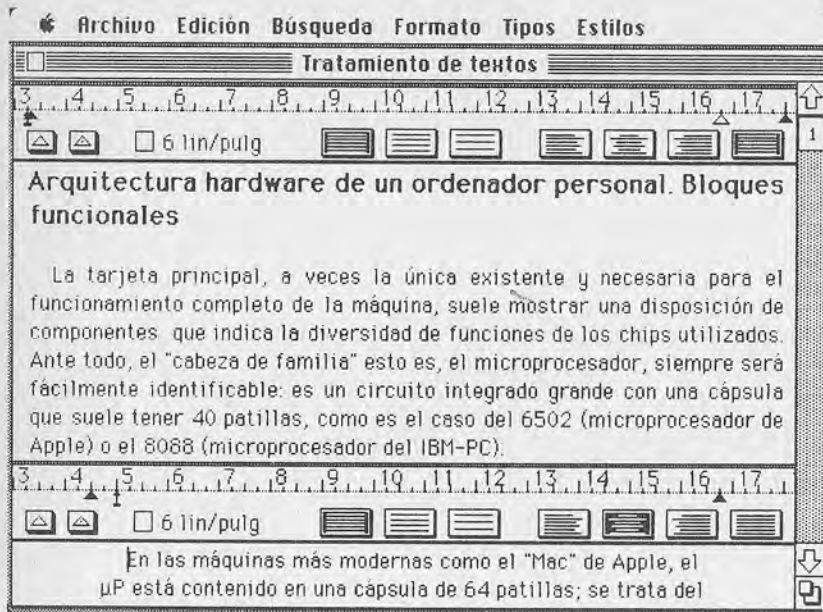 Archivo Edición Búsqueda Formato Tipos Estilos
Tratamiento de textos
3 4 5 6 7 8 9 10 11 12 13 14 15 16 17
6 lin/pulg
1
Arquitectura hardware de un ordenador personal. Bloques
funcionales
La tarjeta principal, a veces la única existente y necesaria para el
funcionamiento completo de la máquina, suele mostrar una disposición de
componentes que indica la diversidad de funciones de los chips utilizados.
Ante todo, el "cabeza de familia" esto es, el microprocesador, siempre será
fácilmente identificable: es un circuito integrado grande con una cápsula
que suele tener 40 patillas, como es el caso del 6502 (microprocesador de
Apple) o el 8088 (microprocesador del IBM-PC).
3 4 5 6 7 8 9 10 11 12 13 14 15 16 17
6 lin/pulg
En las máquinas más modernas como el "Mac" de Apple, el
µP está contenido en una cápsula de 64 patillas; se trata del